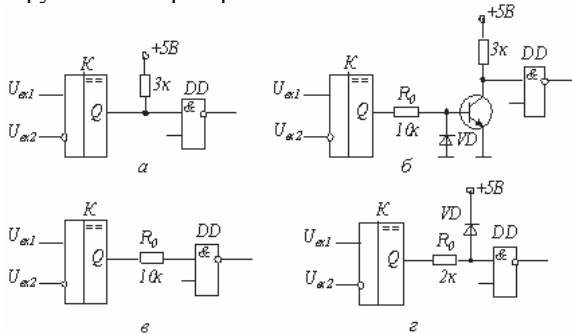 +5В
К
==
3к
DD
&
Uвх1
Q
Uвх2
а
+5В
К
==
3к
DD
&
Uвх1
Q
R0
10к
VD
Uвх2
б
К
==
R0
DD
&
Uвх1
Q
10к
Uвх2
в
+5В
К
==
VD
DD
&
Uвх1
Q
R0
2к
Uвх2
г